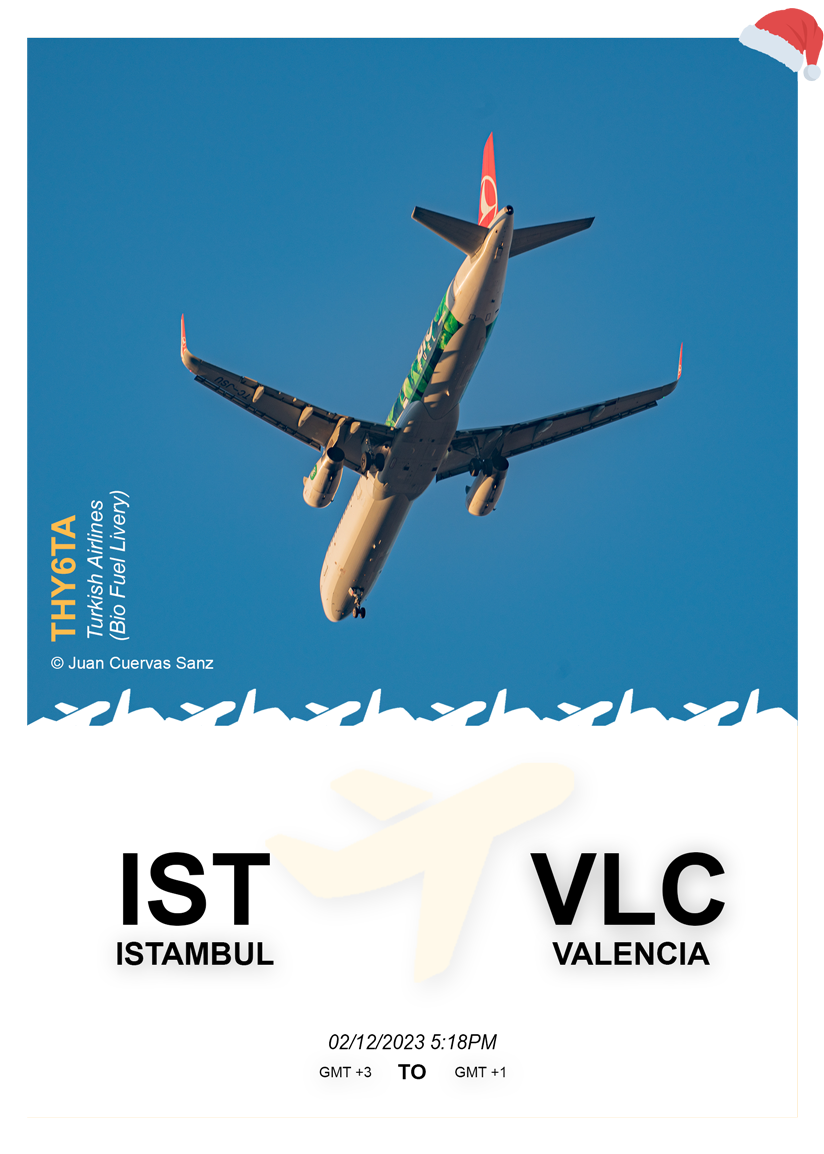 THY6TA
Turkish Airlines
(Bio Fuel Livery)
© Juan Cuervas Sanz
IST
ISTAMBUL
VLC
VALENCIA
02/12/2023 5:18PM
GMT +3 TO GMT +1